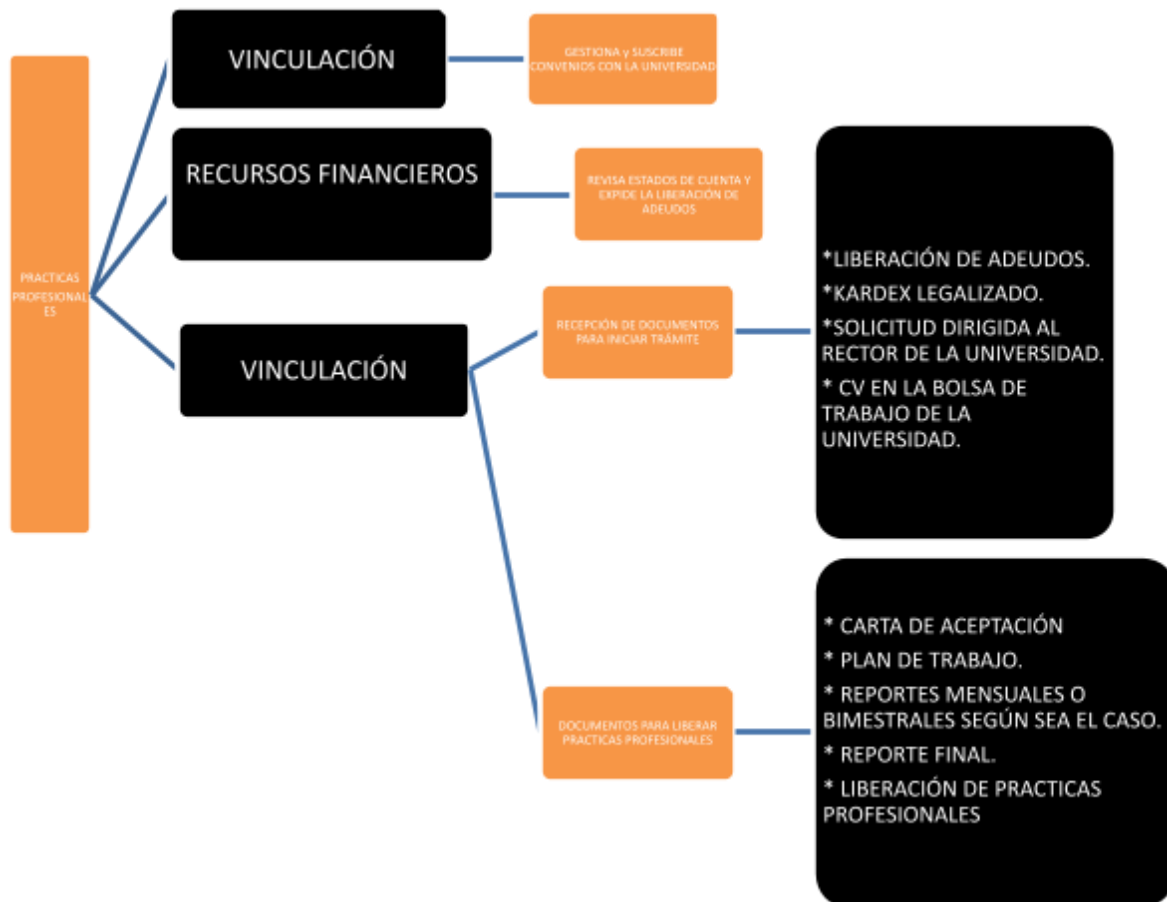 PRACTICAS
PROFESIONAL
ES
VINCULACIÓN
GESTIONA y SUSCRIBE
CONVENIOS CON LA UNIVERSIDAD
RECURSOS FINANCIEROS
REVISA ESTADOS DE CUENTA Y
EXPIDE LA LIBERACIÓN DE
ADEUDOS
VINCULACIÓN
RECEPCIÓN DE DOCUMENTOS
PARA INICIAR TRÁMITE
*LIBERACIÓN DE ADEUDOS.
*KARDEX LEGALIZADO.
*SOLICITUD DIRIGIDA AL
RECTOR DE LA UNIVERSIDAD.
* CV EN LA BOLSA DE
TRABAJO DE LA
UNIVERSIDAD.
DOCUMENTOS PARA LIBERAR
PRACTICAS PROFESIONALES
* CARTA DE ACEPTACIÓN
* PLAN DE TRABAJO.
* REPORTES MENSUALES O
BIMESTRALES SEGÚN SEA EL CASO.
* REPORTE FINAL.
* LIBERACIÓN DE PRACTICAS
PROFESIONALES